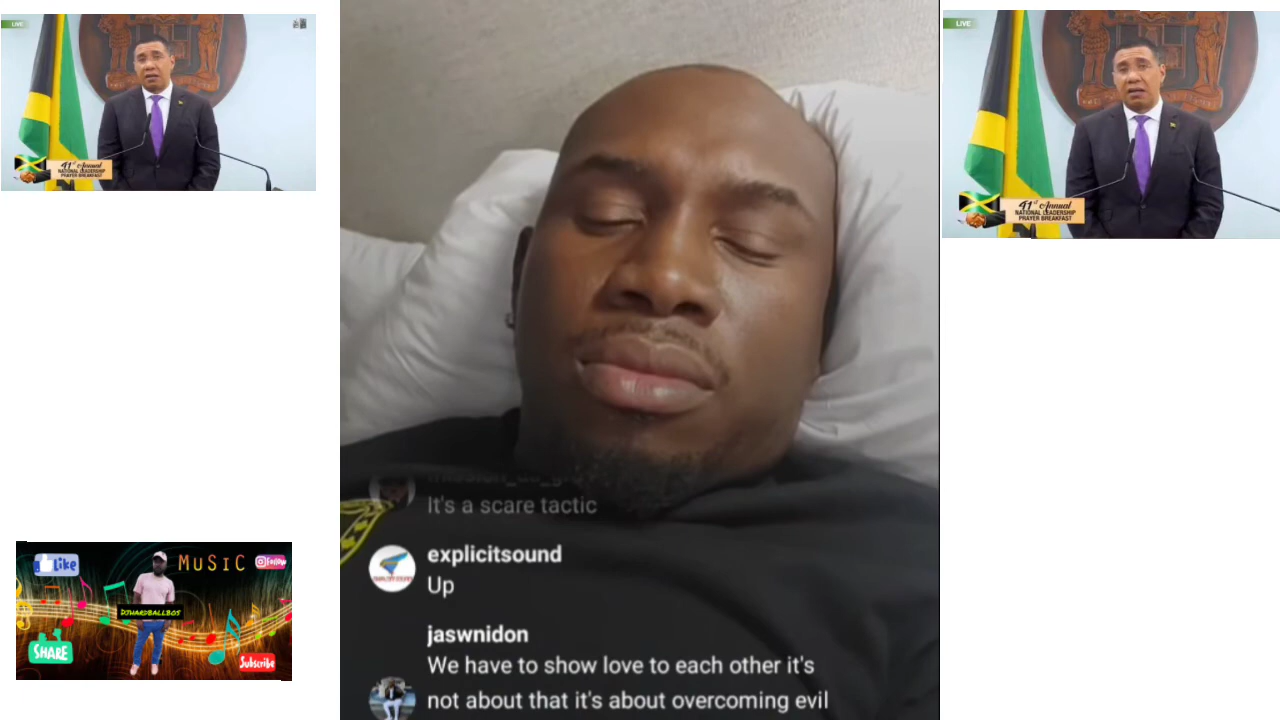 LIVE
41st Annual
NATIONAL LEADERSHIP
PRAYER BREAKFAST
It's a scare tactic
explicitsound
Up
jaswnidon
We have to show love to each other it's
not about that it's about overcoming evil
LIVE
41st Annual
NATIONAL LEADERSHIP
PRAYER BREAKFAST
Like
MUSIC
Follow
DJHARDBALLBOS
SHARE
Subscribe